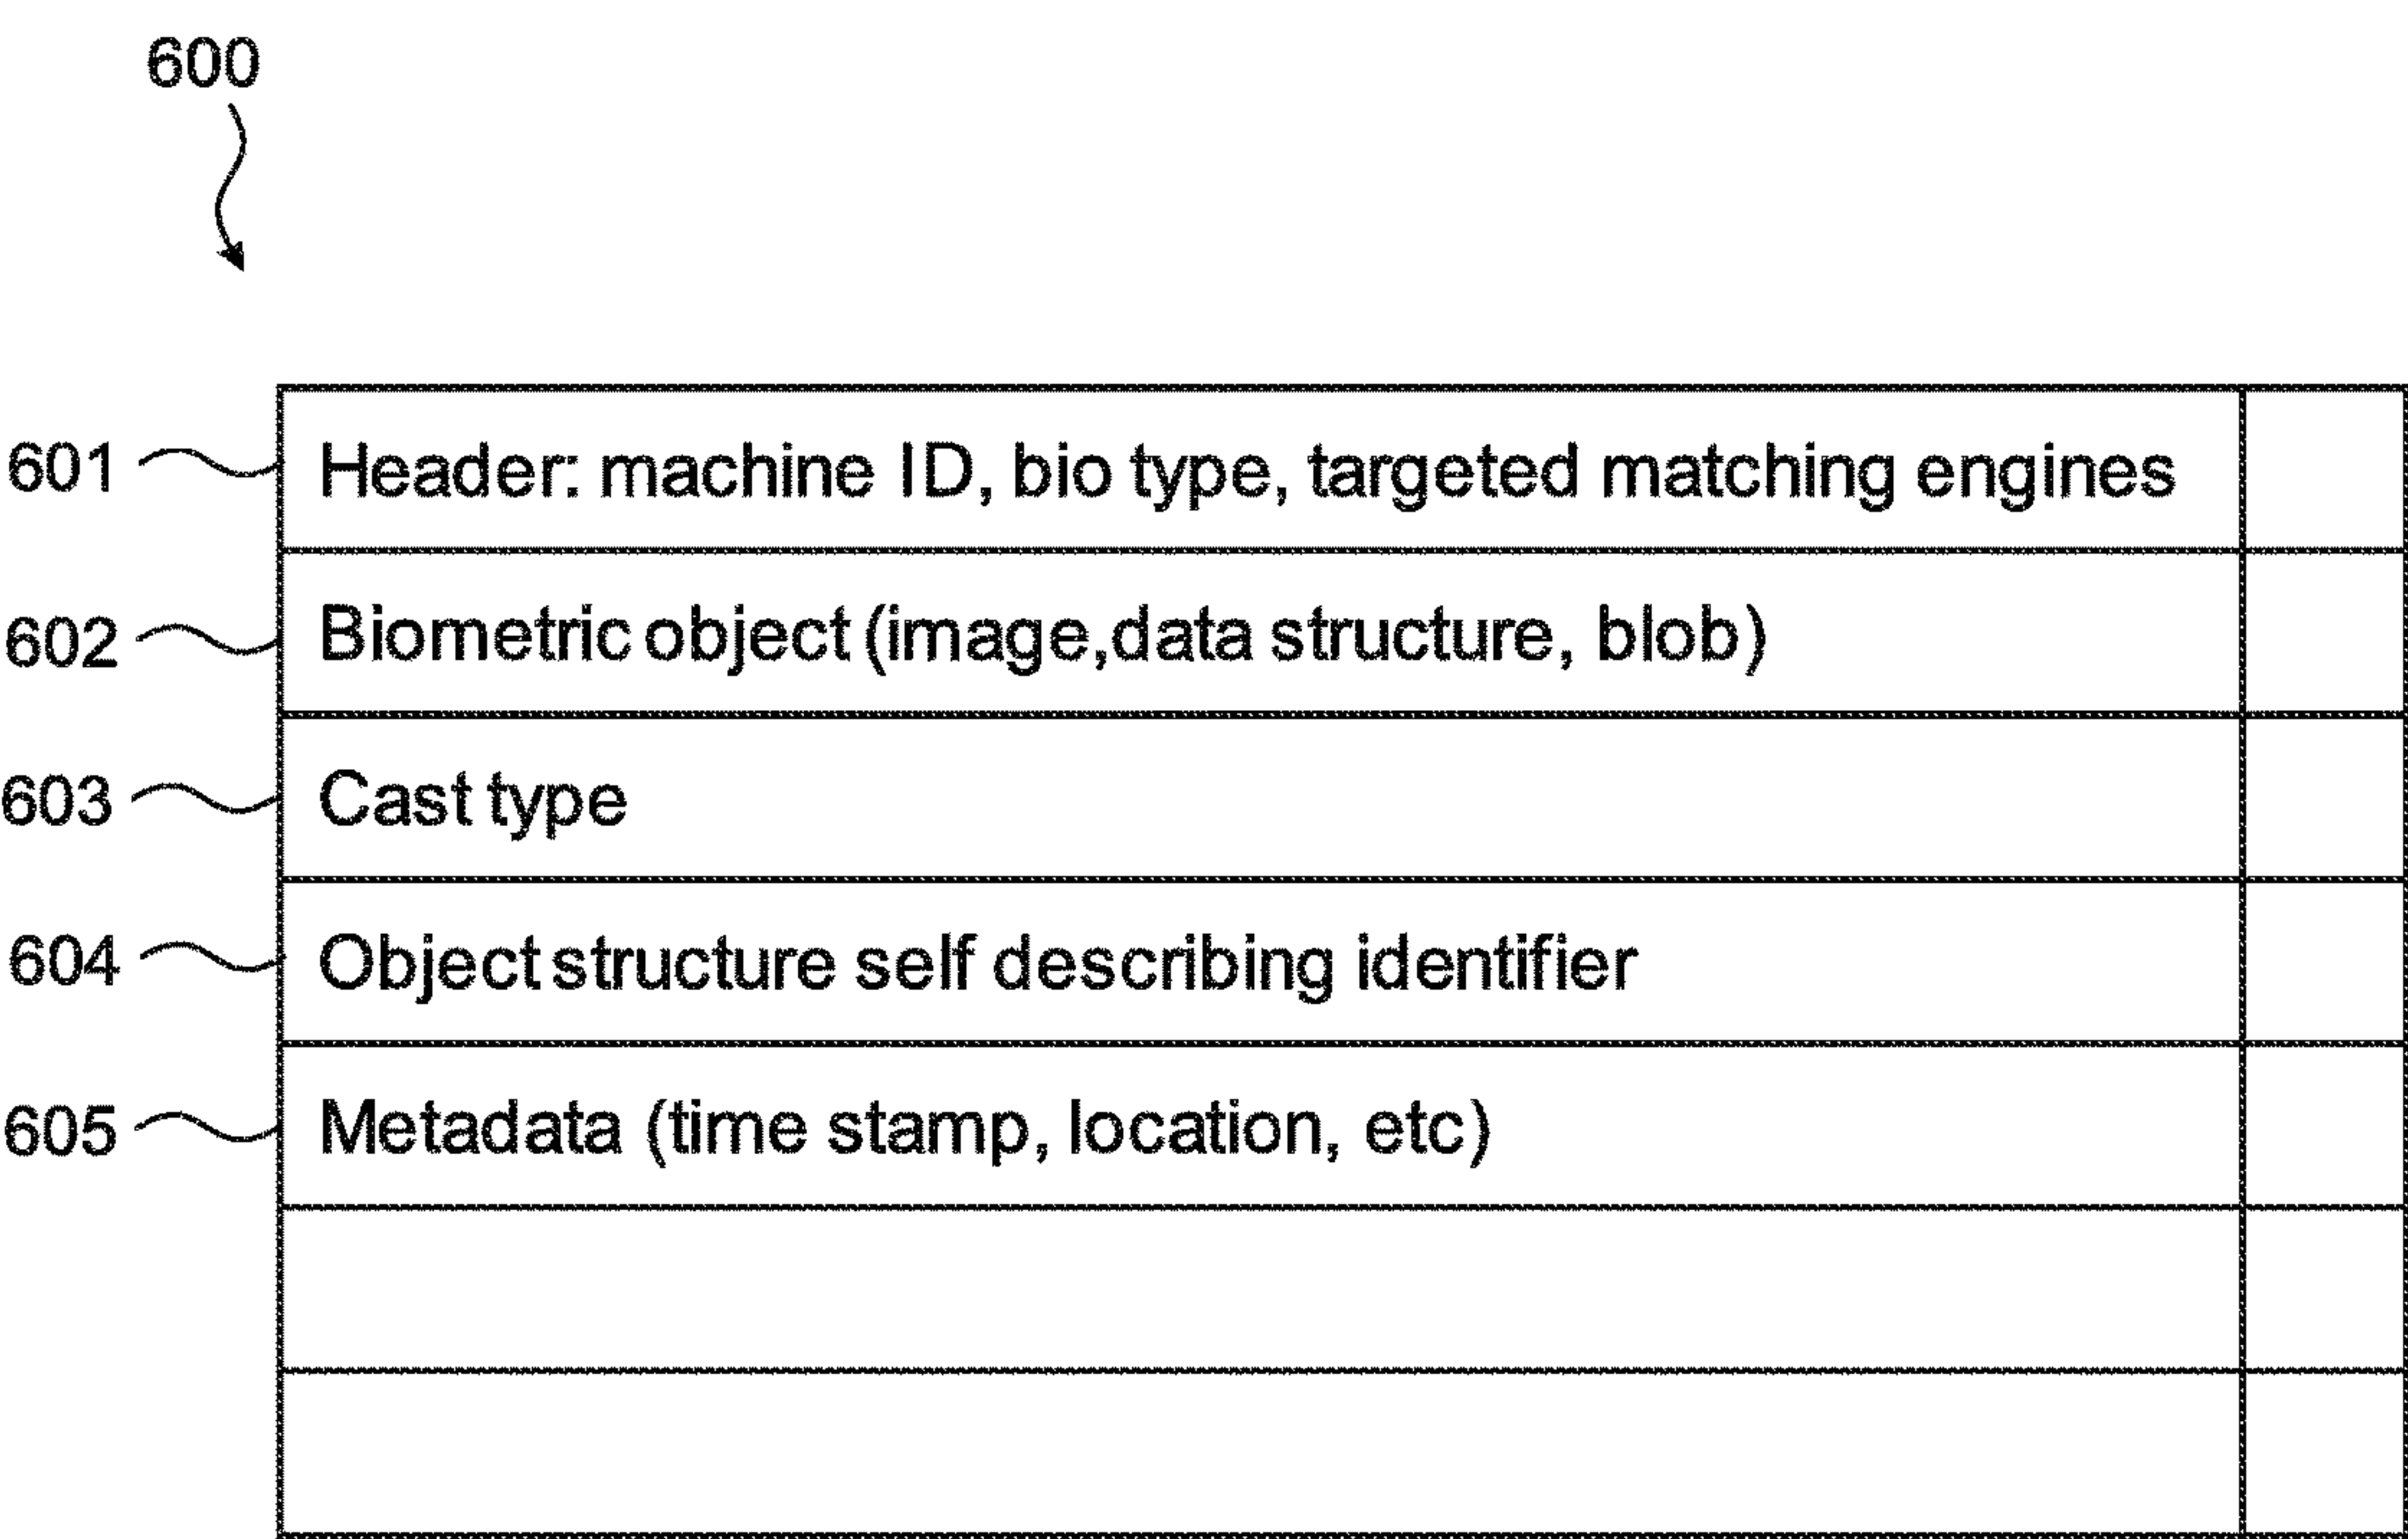 600
601 Header: machine ID, bio type, targeted matching engines
602 Biometric object (image,data structure, blob)
603 Cast type
604 Object structure self describing identifier
605 Metadata (time stamp, location, etc)